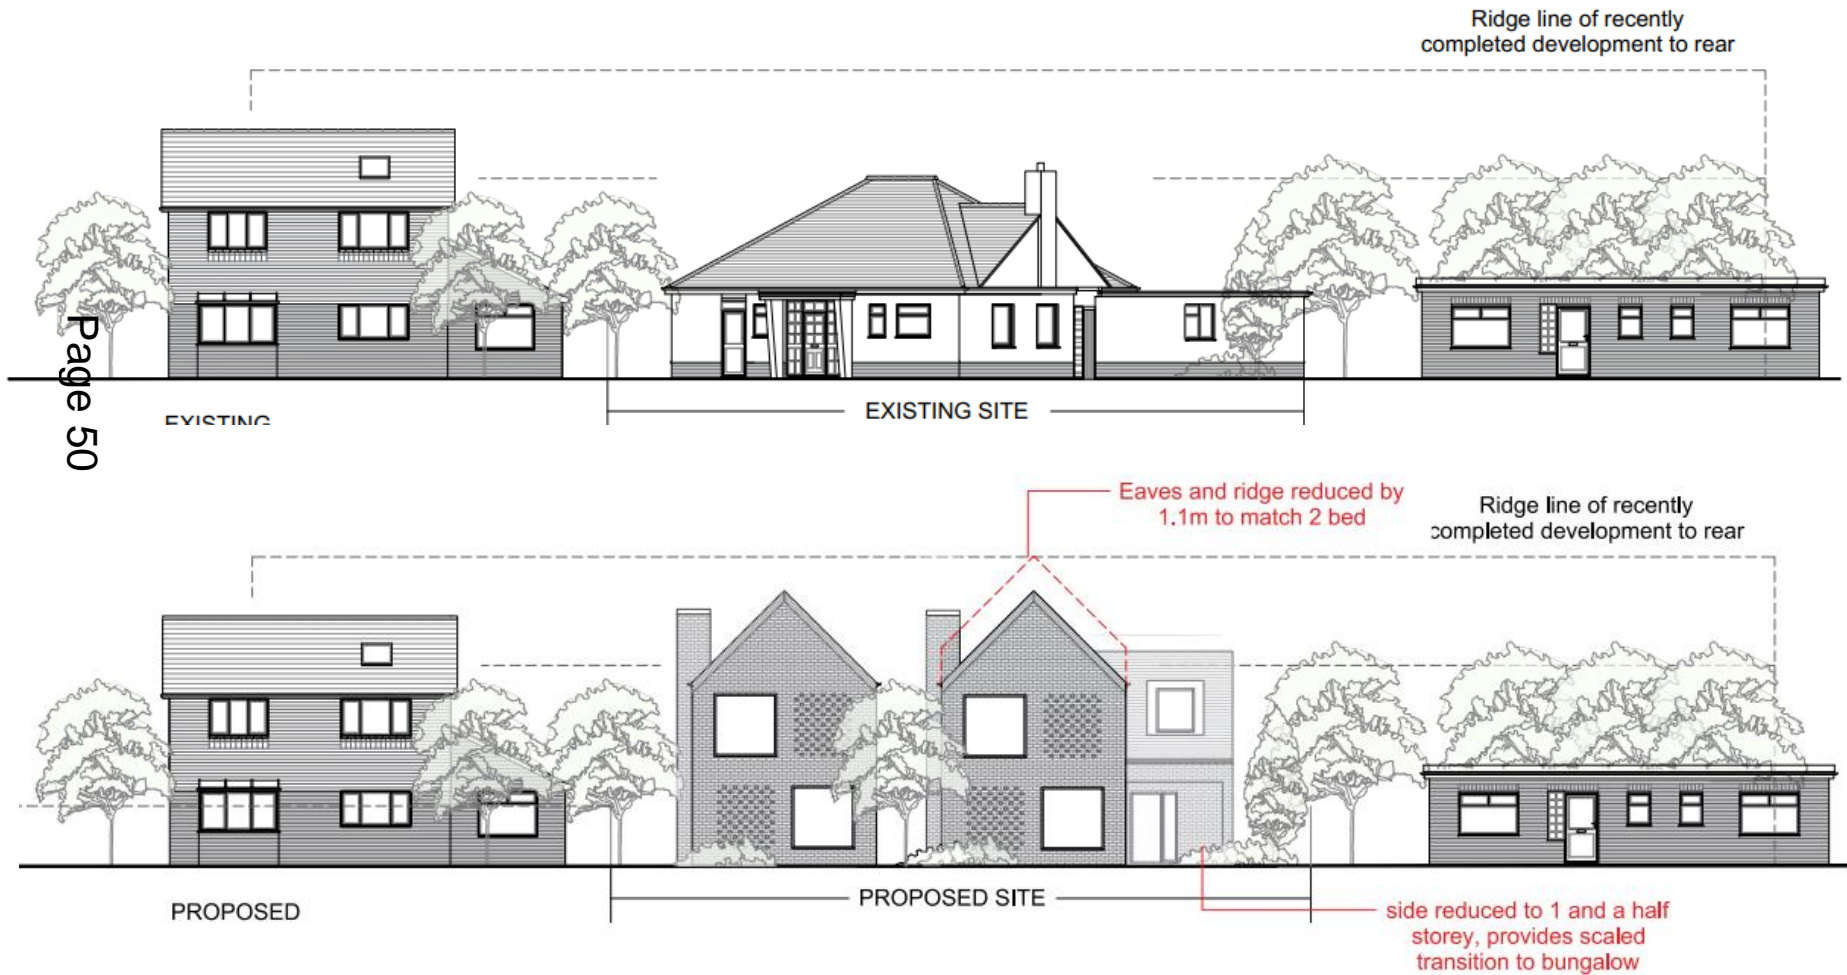 Ridge line of recently
completed development to rear
EXISTING
EXISTING SITE
Page 50
Eaves and ridge reduced by
1.1m to match 2 bed
Ridge line of recently
completed development to rear
PROPOSED
PROPOSED SITE
side reduced to 1 and a half
storey, provides scaled
transition to bungalow